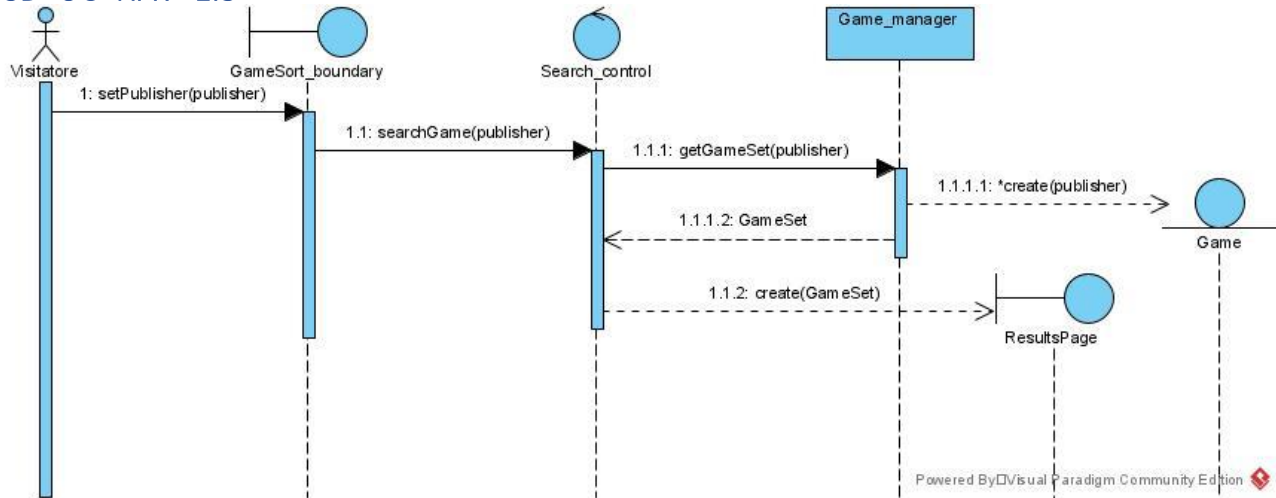 Game_manager
Visitatore
GameSort_boundary
Search_control
1: setPublisher(publisher)
1.1: searchGame(publisher)
1.1.1: getGameSet(publisher)
1.1.1.1: *create(publisher)
1.1.1.2: GameSet
Game
1.1.2: create(GameSet)
ResultsPage
Powered By Visual Paradigm Community Edition